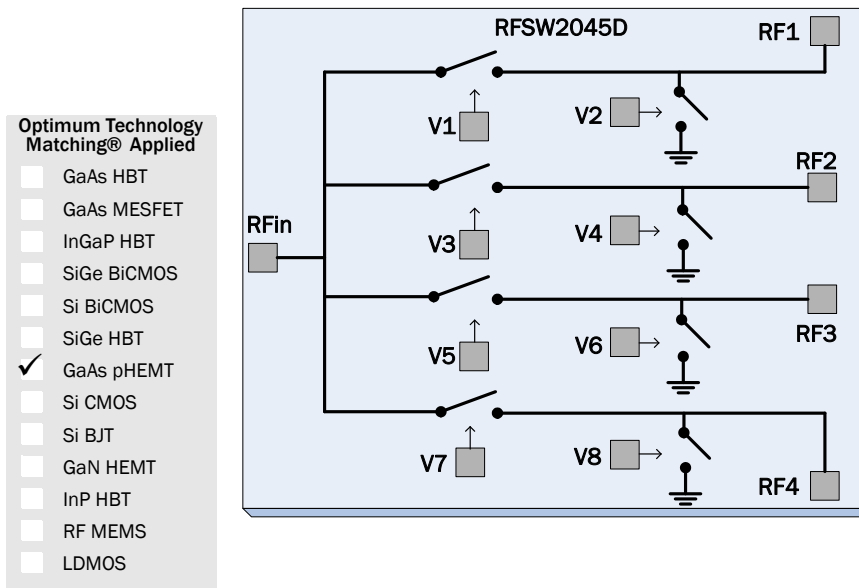 Optimum Technology
Matching® Applied
GaAs HBT
GaAs MESFET
InGaP HBT
SiGe BiCMOS
Si BiCMOS
SiGe HBT
GaAs pHEMT
Si CMOS
Si BJT
GaN HEMT
InP HBT
RF MEMS
LDMOS
RFSW2045D
RF1
V1
V2
RF2
RFin
V3
V4
RF3
V5
V6
V7
V8
RF4